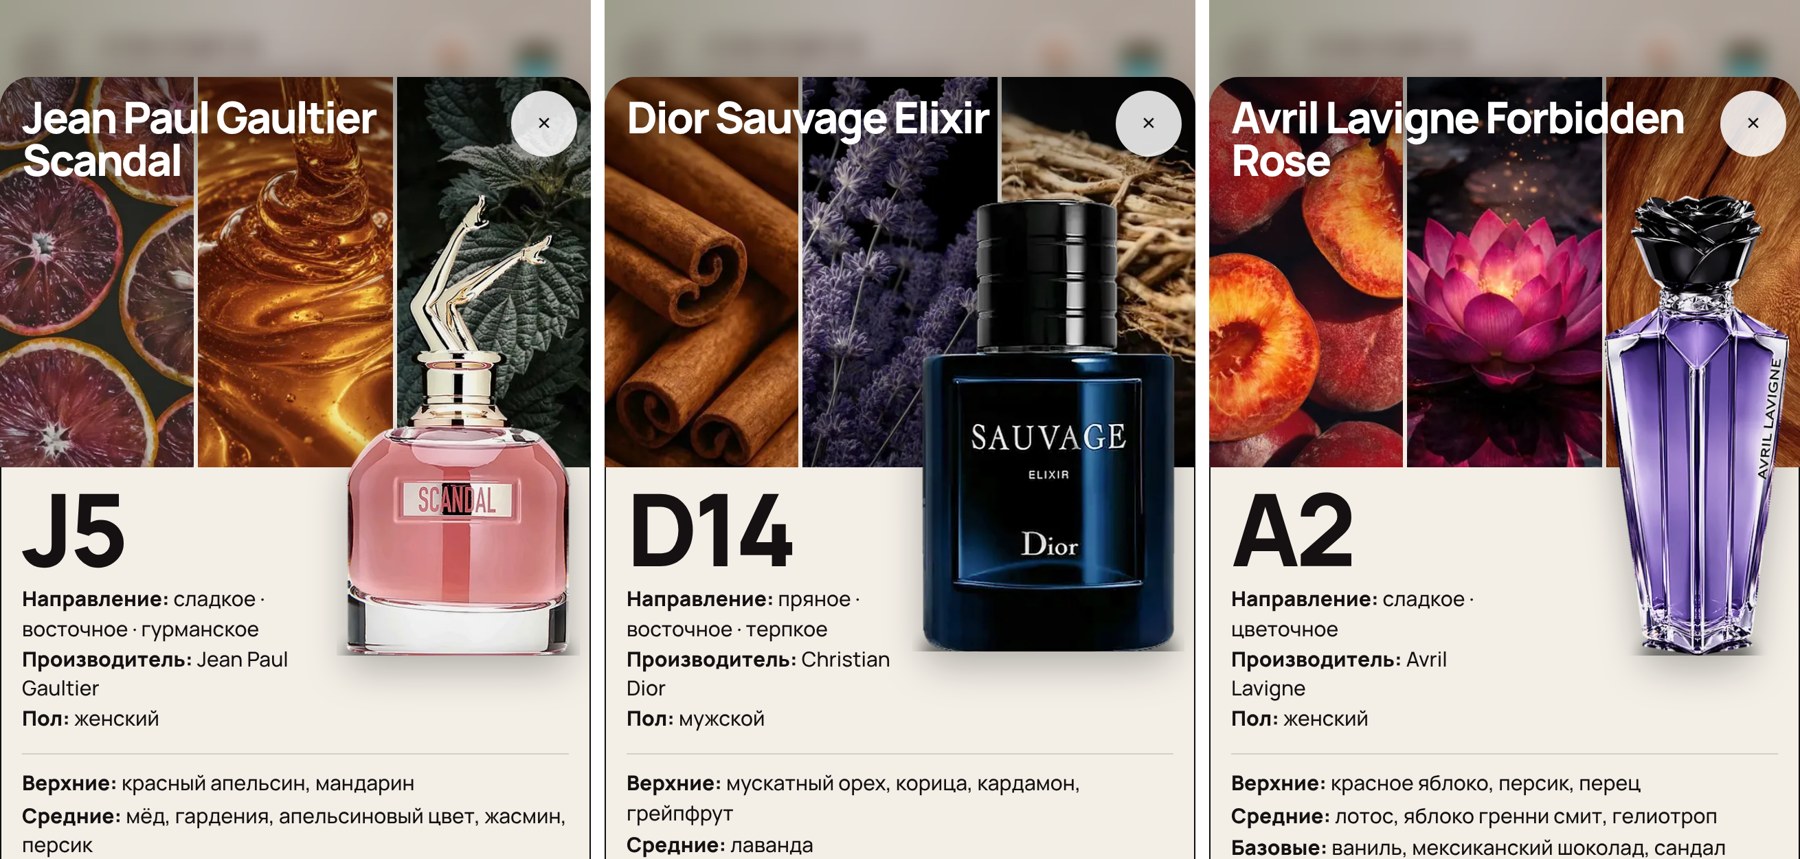 Jean Paul Gaultier
Scandal
×
SCANDAL
J5
Направление: сладкое ·
восточное · гурманское
Производитель: Jean Paul
Gaultier
Пол: женский
Верхние: красный апельсин, мандарин
Средние: мёд, гардения, апельсиновый цвет, жасмин,
персик
Dior Sauvage Elixir
×
SAUVAGE
ELIXIR
Dior
D14
Направление: пряное ·
восточное · терпкое
Производитель: Christian
Dior
Пол: мужской
Верхние: мускатный орех, корица, кардамон,
грейпфрут
Средние: лаванда
Avril Lavigne Forbidden
Rose
×
AVRIL LAVIGNE
A2
Направление: сладкое ·
цветочное
Производитель: Avril
Lavigne
Пол: женский
Верхние: красное яблоко, персик, перец
Средние: лотос, яблоко гренни смит, гелиотроп
Базовые: ваниль, мексиканский шоколад, сандал